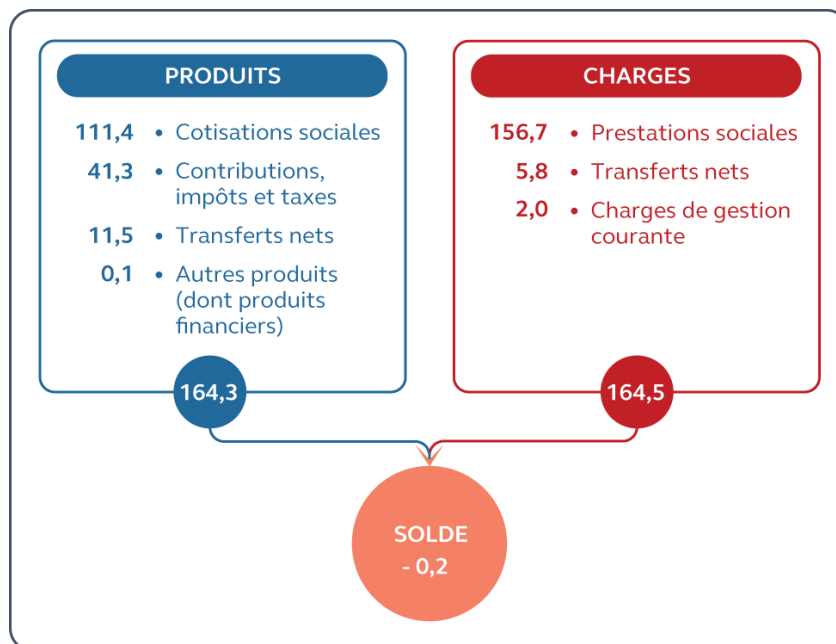 PRODUITS
111,4 • Cotisations sociales
41,3 • Contributions,
impôts et taxes
11,5 • Transferts nets
0,1 • Autres produits
(dont produits
financiers)
164,3
CHARGES
156,7 • Prestations sociales
5,8 • Transferts nets
2,0 • Charges de gestion
courante
164,5
SOLDE
- 0,2